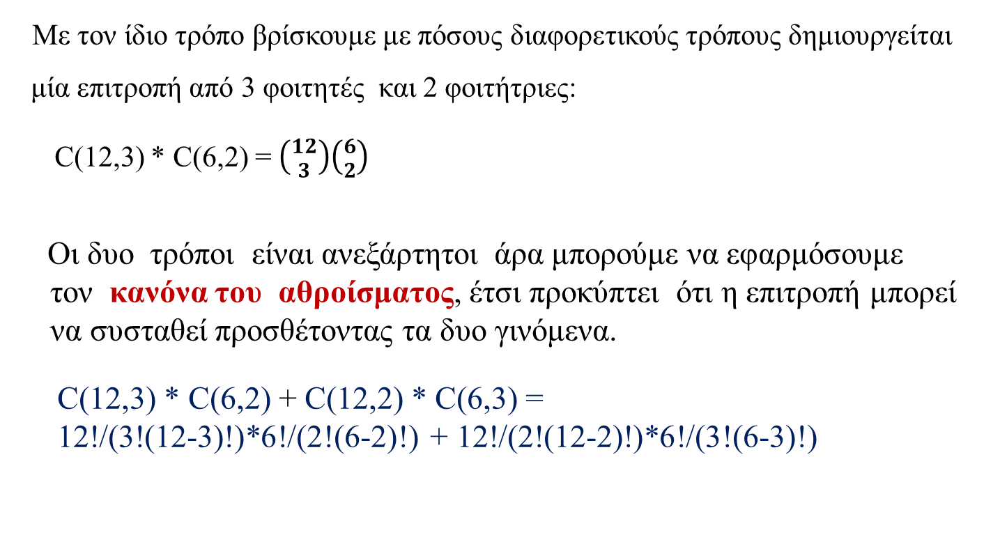 Με τον ίδιο τρόπο βρίσκουμε με πόσους διαφορετικούς τρόπους δημιουργείται
μία επιτροπή από 3 φοιτητές και 2 φοιτήτριες:
C(12,3) * C(6,2) = (12 3)(6 2)
Οι δυο τρόποι είναι ανεξάρτητοι άρα μπορούμε να εφαρμόσουμε
τον κανόνα του αθροίσματος, έτσι προκύπτει ότι η επιτροπή μπορεί
να συσταθεί προσθέτοντας τα δυο γινόμενα.
C(12,3) * C(6,2) + C(12,2) * C(6,3) =
12!/(3!(12-3)!)*6!/(2!(6-2)!) + 12!/(2!(12-2)!)*6!/(3!(6-3)!)